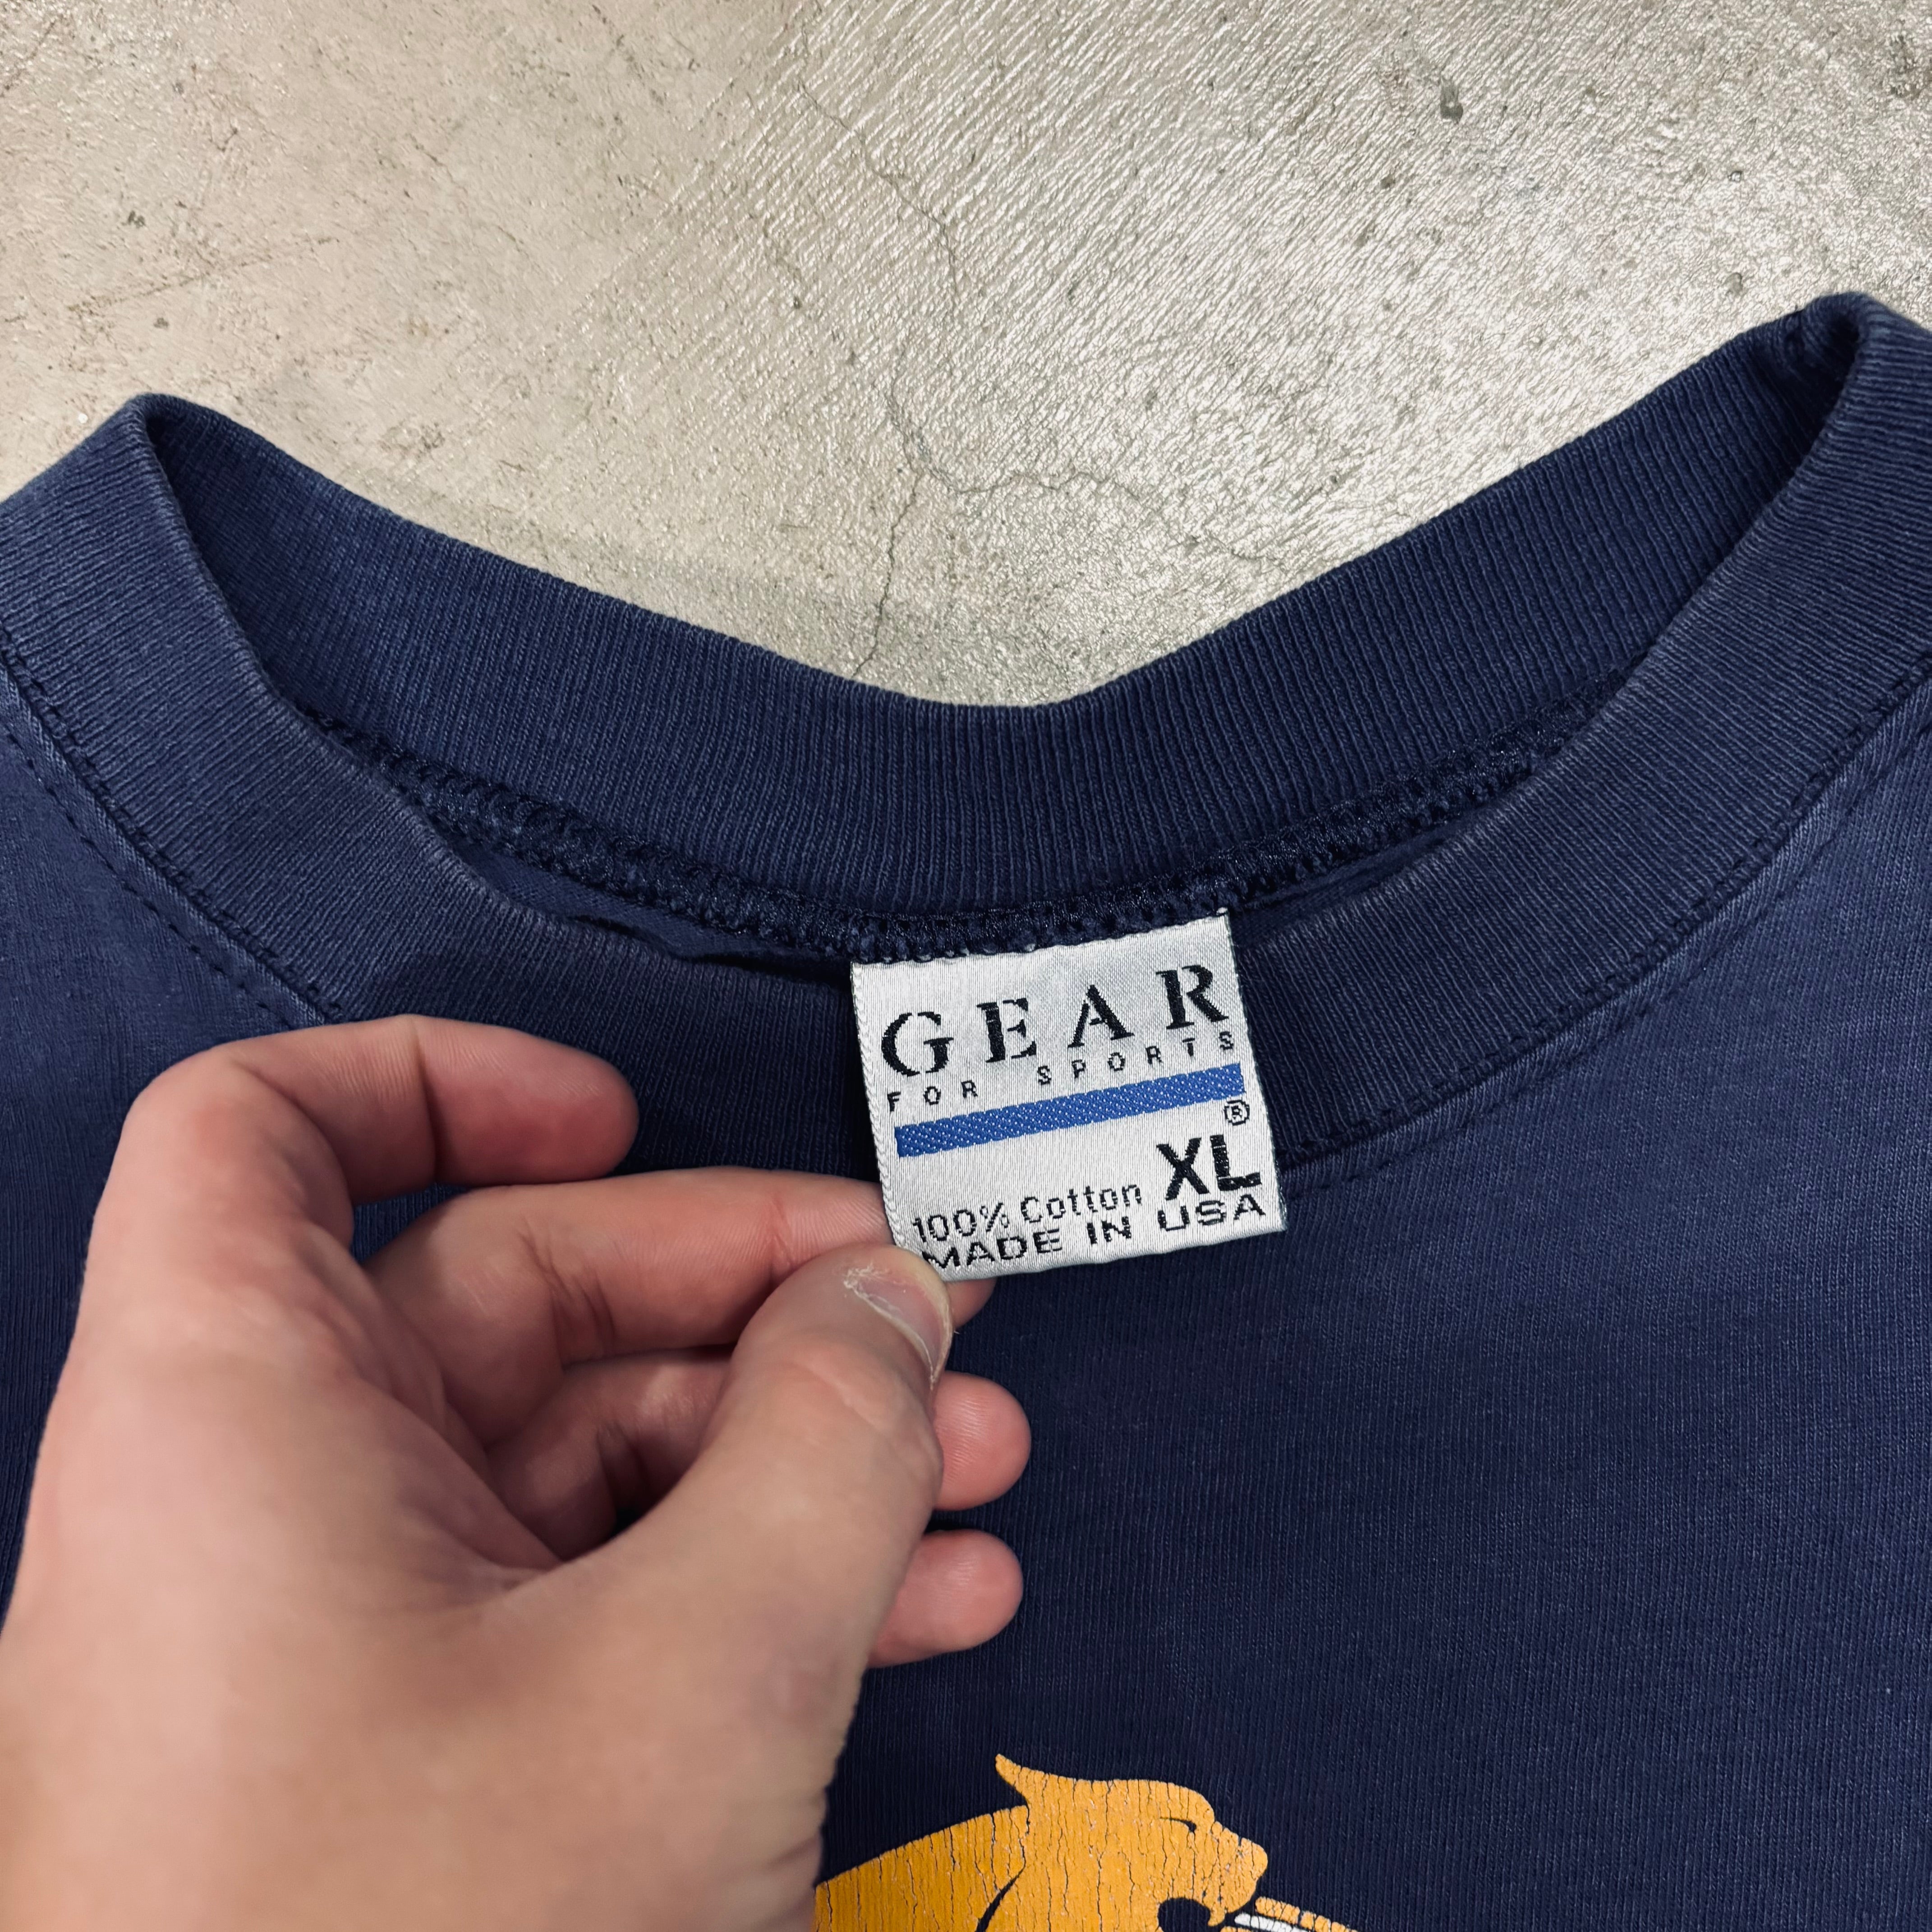 GEAR
FOR SPORTS
®
100% Cotton XL
MADE IN USA